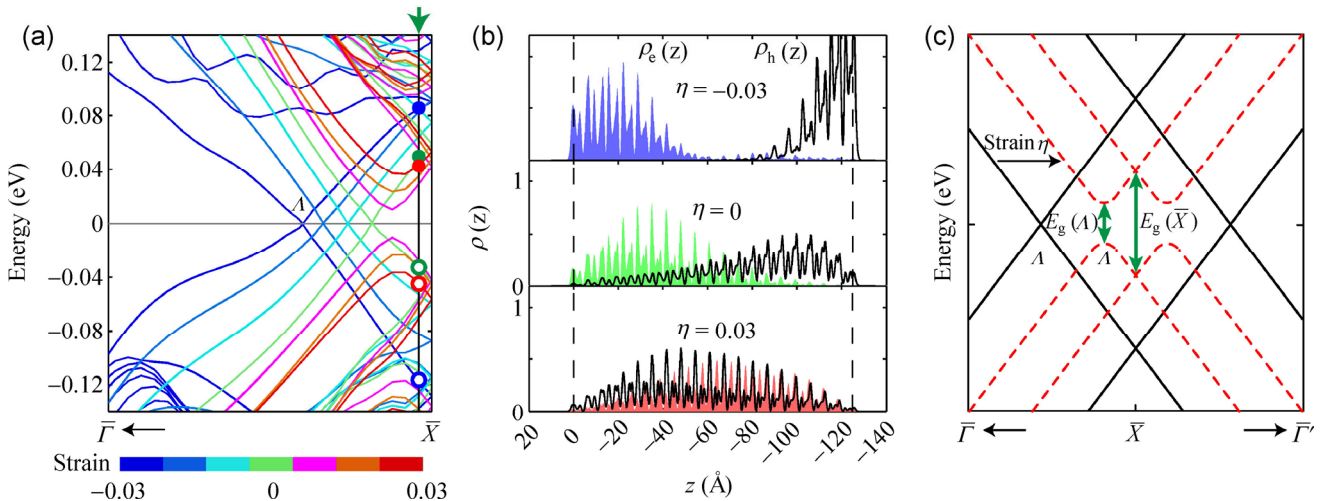 (a)
Energy (eV)
0.12
0.08
0.04
0
−0.04
−0.08
−0.12
Λ
Γ̅
X̅
Strain
−0.03
0
0.03
(b)
ρe (z)
ρh (z)
η = −0.03
η = 0
η = 0.03
ρ (z)
1
0
1
0
20
0
−20
−40
−60
−80
−100
−120
−140
z (Å)
(c)
Energy (eV)
Strain η
Eg (Λ)
Eg (X̅)
Λ
Λ
Γ̅
X̅
Γ̅′